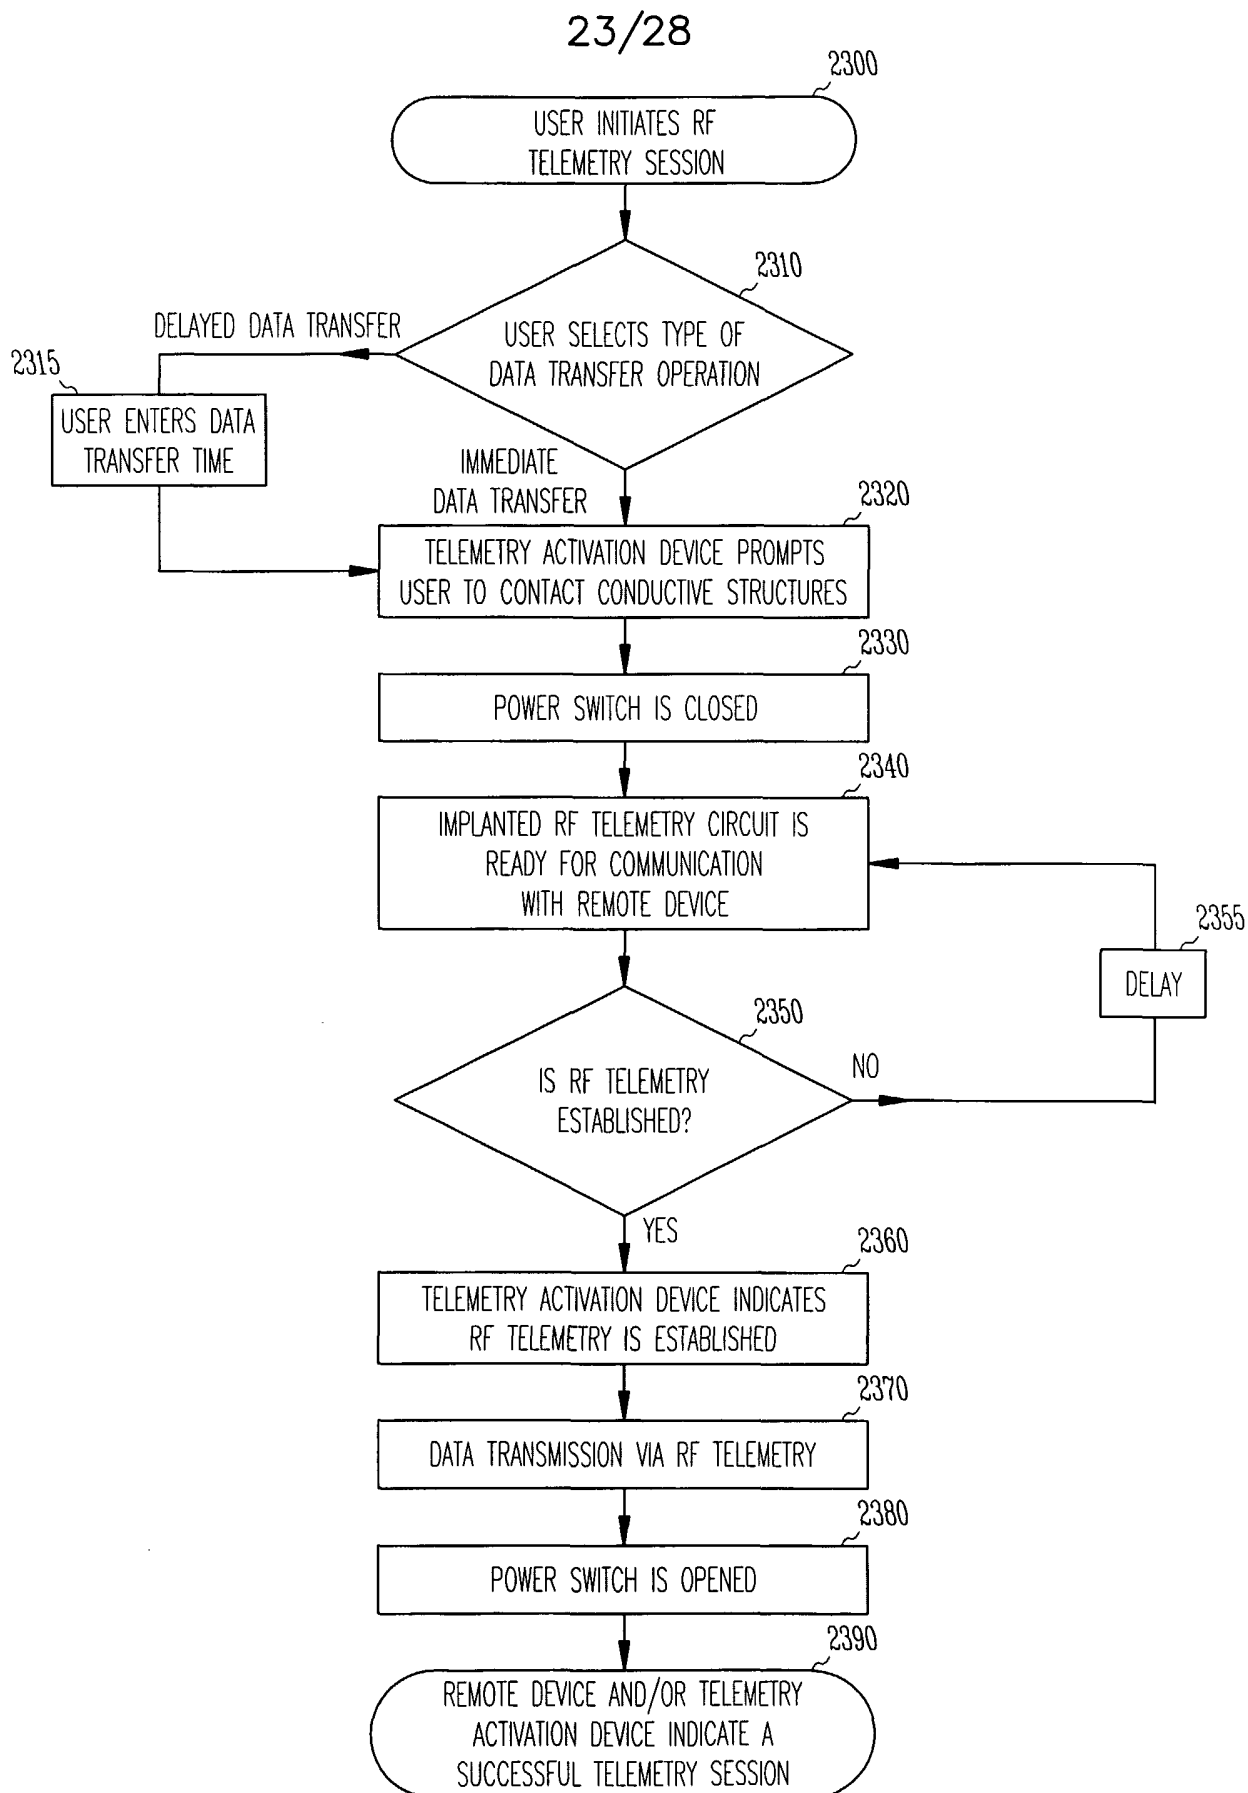 23/28
2300
USER INITIATES RF
TELEMETRY SESSION
2310
USER SELECTS TYPE OF
DATA TRANSFER OPERATION
DELAYED DATA TRANSFER
2315
USER ENTERS DATA
TRANSFER TIME
IMMEDIATE
DATA TRANSFER
2320
TELEMETRY ACTIVATION DEVICE PROMPTS
USER TO CONTACT CONDUCTIVE STRUCTURES
2330
POWER SWITCH IS CLOSED
2340
IMPLANTED RF TELEMETRY CIRCUIT IS
READY FOR COMMUNICATION
WITH REMOTE DEVICE
2355
DELAY
2350
IS RF TELEMETRY
ESTABLISHED?
NO
YES
2360
TELEMETRY ACTIVATION DEVICE INDICATES
RF TELEMETRY IS ESTABLISHED
2370
DATA TRANSMISSION VIA RF TELEMETRY
2380
POWER SWITCH IS OPENED
2390
REMOTE DEVICE AND/OR TELEMETRY
ACTIVATION DEVICE INDICATE A
SUCCESSFUL TELEMETRY SESSION